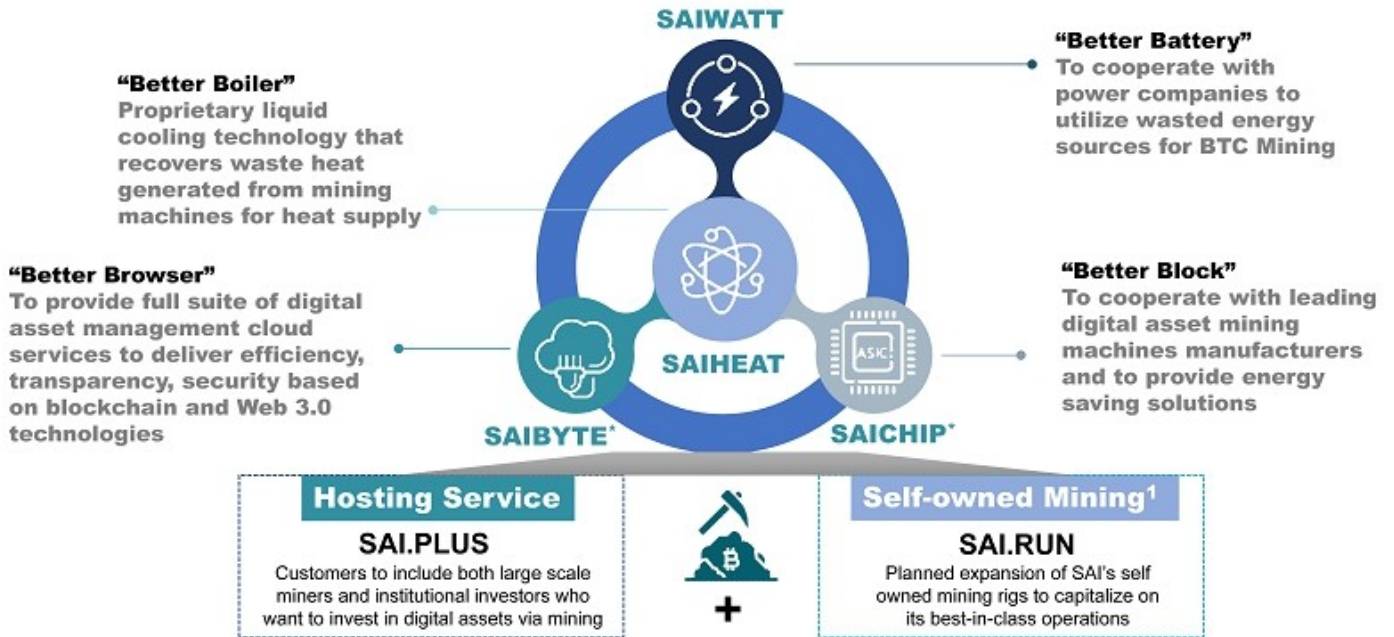 SAIWATT
“Better Battery”
To cooperate with
power companies to
utilize wasted energy
sources for BTC Mining
“Better Boiler”
Proprietary liquid
cooling technology that
recovers waste heat
generated from mining
machines for heat supply
“Better Browser”
To provide full suite of digital
asset management cloud
services to deliver efficiency,
transparency, security based
on blockchain and Web 3.0
technologies
“Better Block”
To cooperate with leading
digital asset mining
machines manufacturers
and to provide energy
saving solutions
ASIC
SAIHEAT
SAIBYTE*
SAICHIP*
Hosting Service
SAI.PLUS
Customers to include both large scale
miners and institutional investors who
want to invest in digital assets via mining
₿
+
Self-owned Mining¹
SAI.RUN
Planned expansion of SAI’s self
owned mining rigs to capitalize on
its best-in-class operations